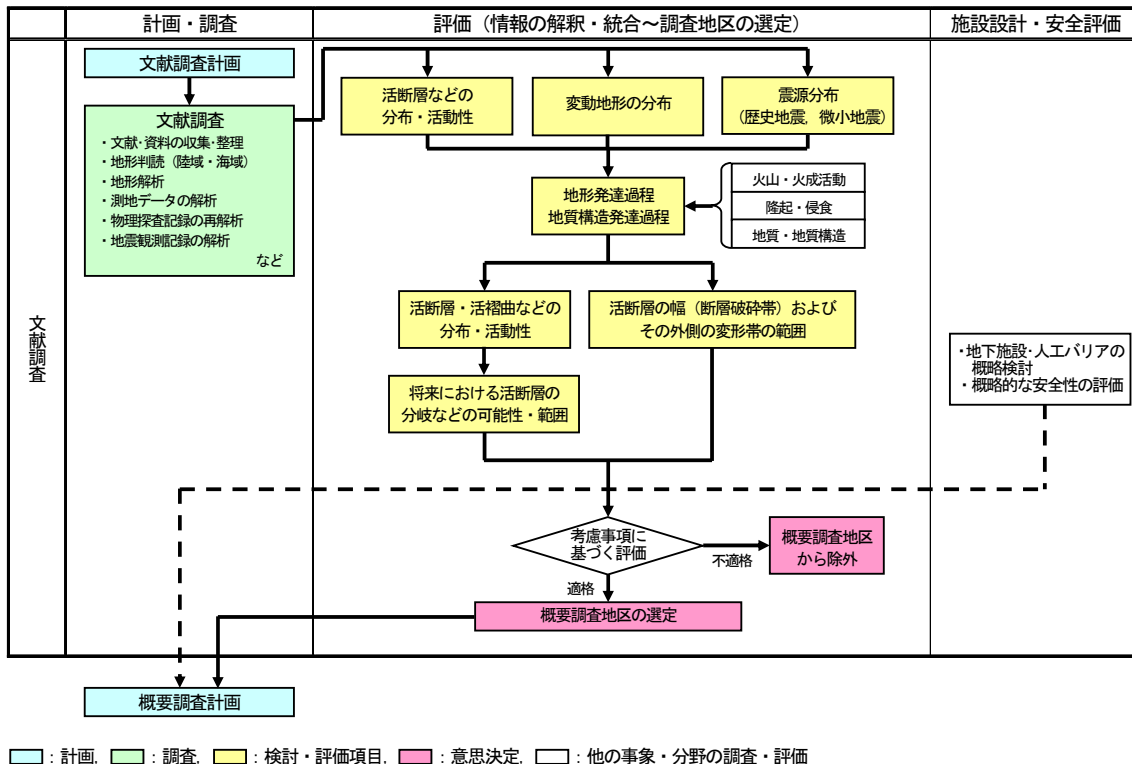 計画・調査
評価（情報の解釈・統合～調査地区の選定）
施設設計・安全評価
文献調査
文献調査計画
文献調査
・文献・資料の収集・整理
・地形判読（陸域・海域）
・地形解析
・測地データの解析
・物理探査記録の再解析
・地震観測記録の解析
など
活断層などの
分布・活動性
変動地形の分布
震源分布
（歴史地震，微小地震）
地形発達過程
地質構造発達過程
火山・火成活動
隆起・侵食
地質・地質構造
活断層・活褶曲などの
分布・活動性
活断層の幅（断層破砕帯）および
その外側の変形帯の範囲
将来における活断層の
分岐などの可能性・範囲
・地下施設・人工バリアの
概略検討
・概略的な安全性の評価
考慮事項に
基づく評価
不適格
概要調査地区
から除外
適格
概要調査地区の選定
概要調査計画
：計画， ：調査， ：検討・評価項目， ：意思決定， ：他の事象・分野の調査・評価